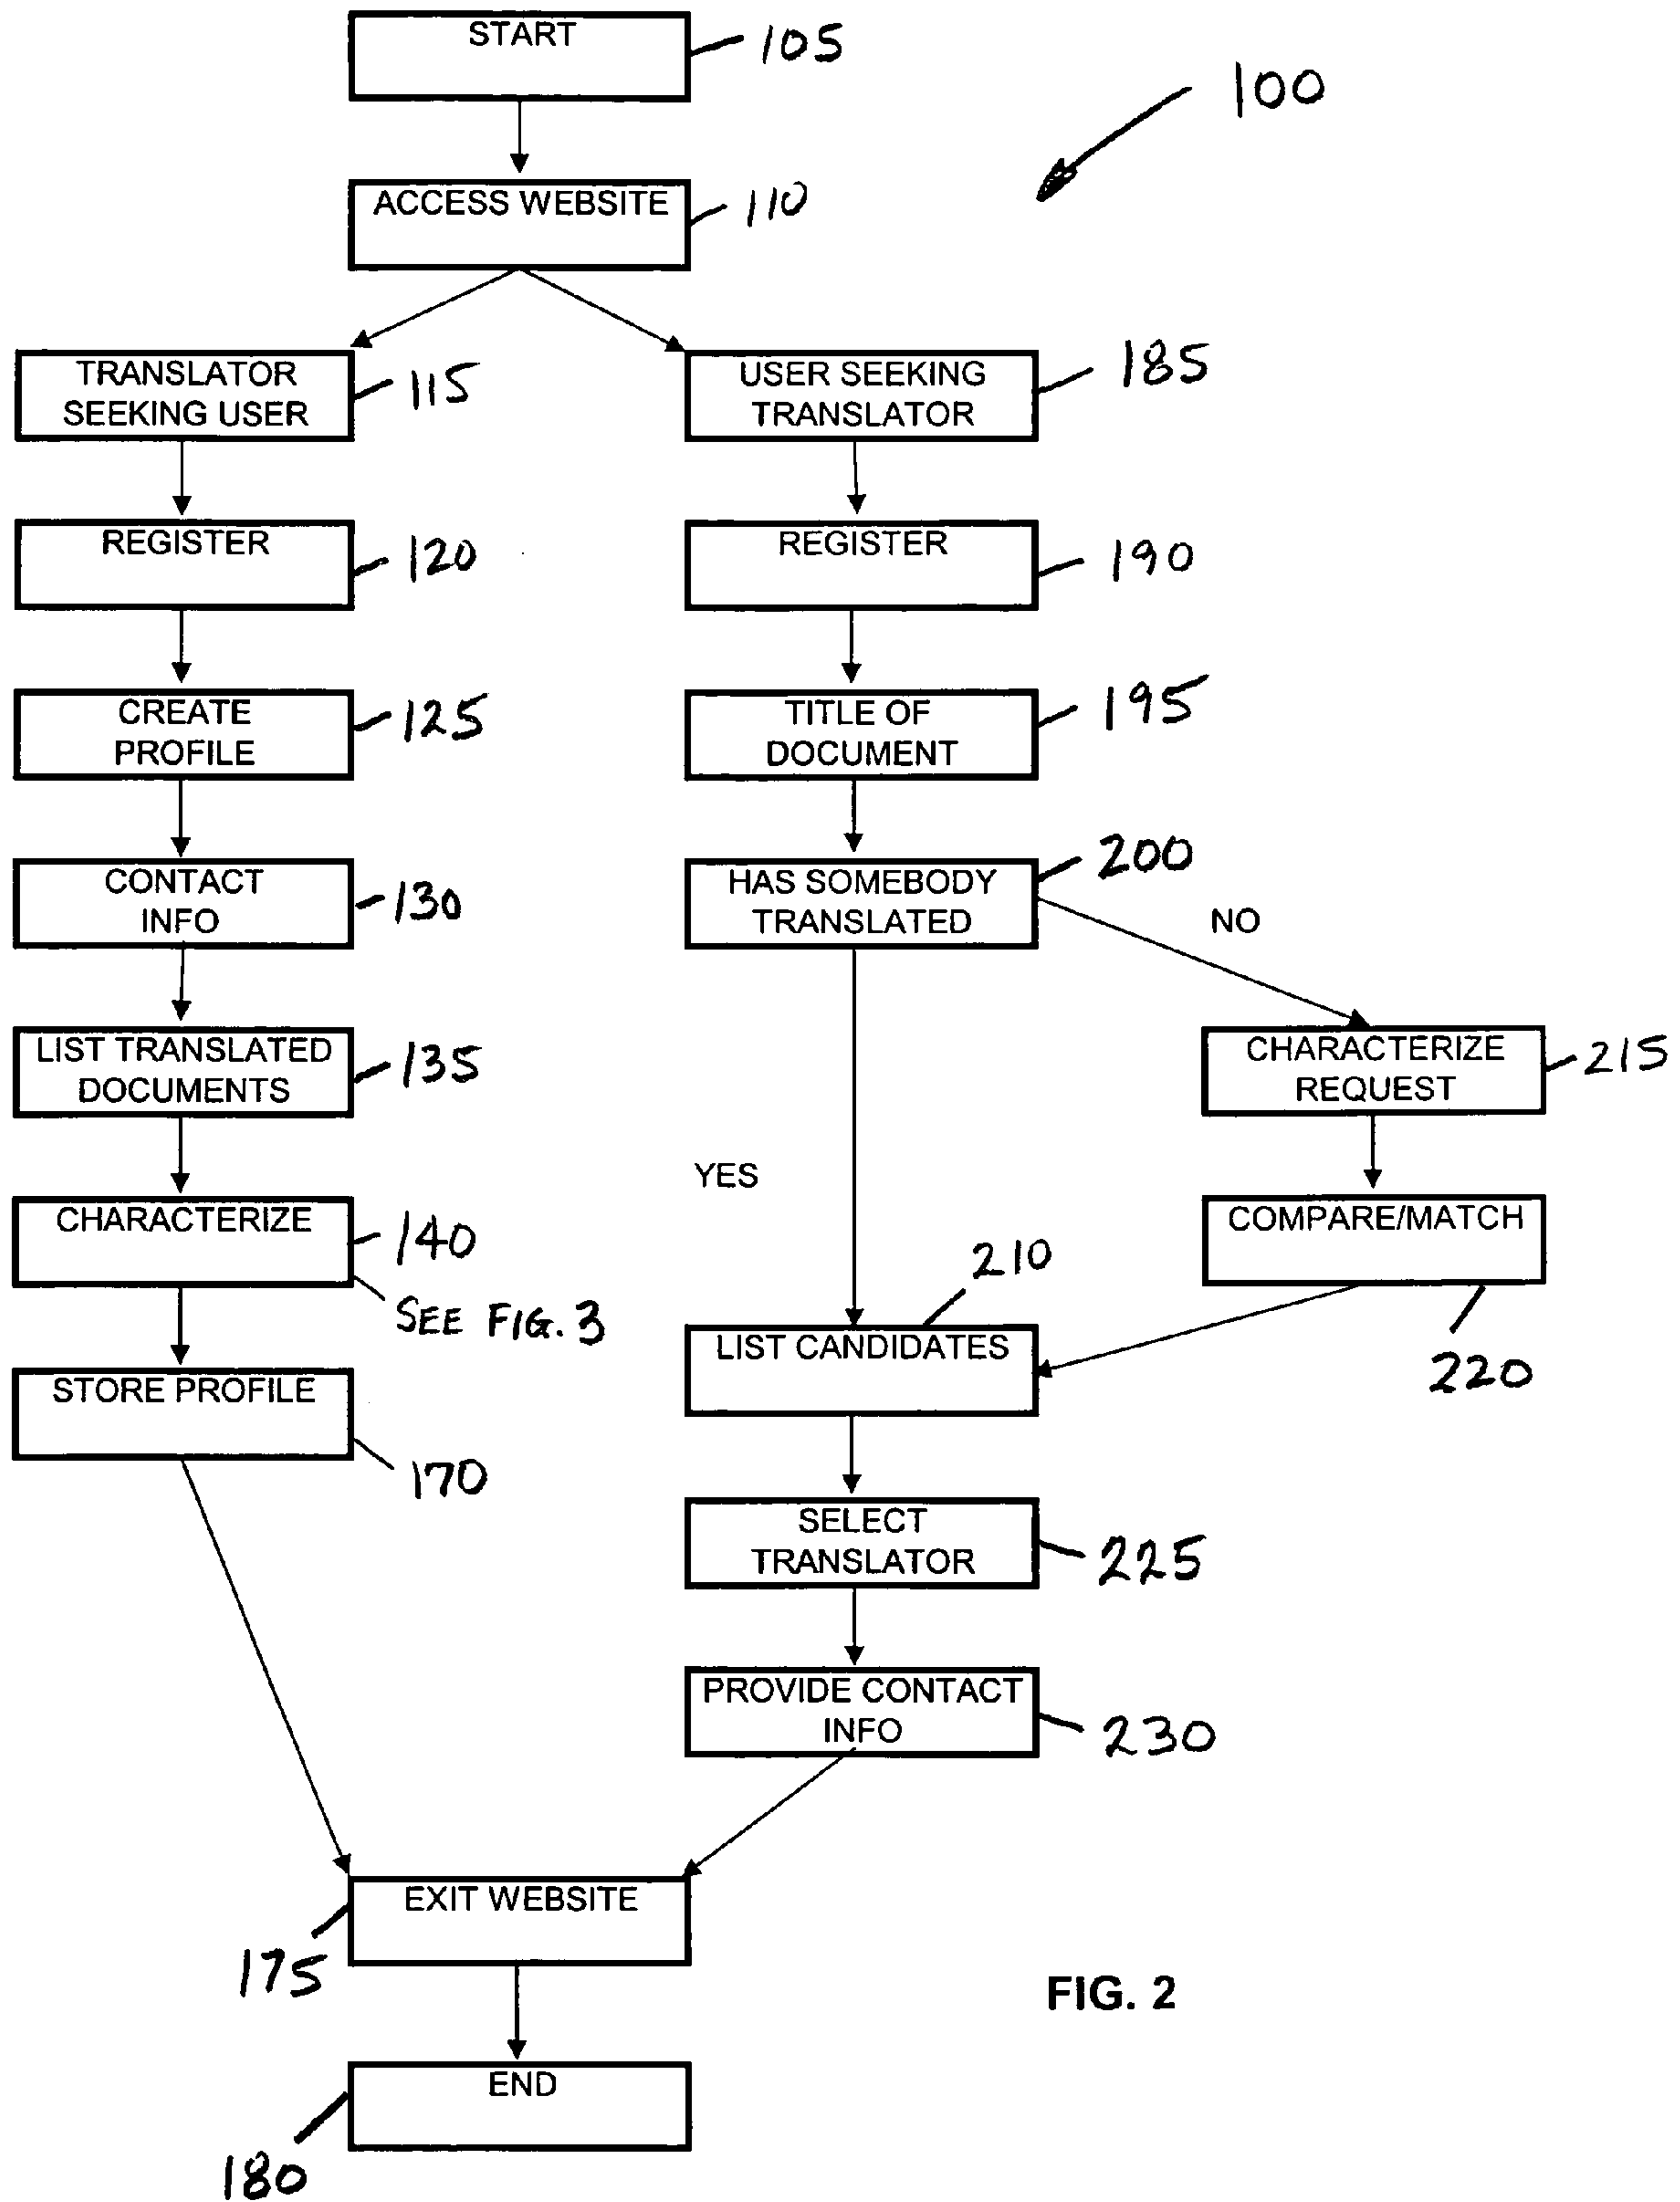 START
105
100
ACCESS WEBSITE
110
TRANSLATOR
SEEKING USER
115
USER SEEKING
TRANSLATOR
185
REGISTER
120
REGISTER
190
CREATE
PROFILE
125
TITLE OF
DOCUMENT
195
CONTACT
INFO
130
HAS SOMEBODY
TRANSLATED
200
NO
LIST TRANSLATED
DOCUMENTS
135
CHARACTERIZE
REQUEST
215
YES
CHARACTERIZE
140
SEE FIG. 3
COMPARE/MATCH
220
210
LIST CANDIDATES
STORE PROFILE
170
SELECT
TRANSLATOR
225
PROVIDE CONTACT
INFO
230
EXIT WEBSITE
175
FIG. 2
END
180